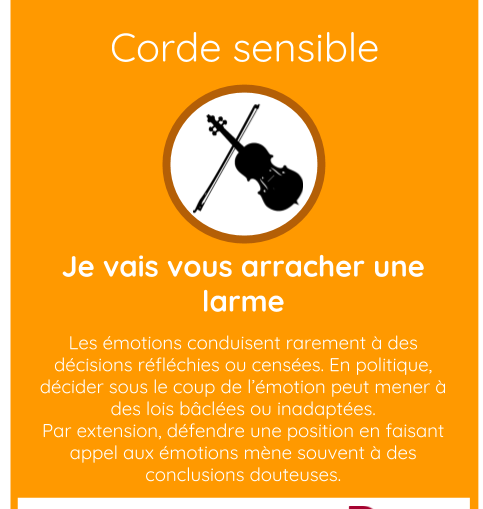 Corde sensible
Je vais vous arracher une
larme
Les émotions conduisent rarement à des
décisions réfléchies ou censées. En politique,
décider sous le coup de l'émotion peut mener à
des lois bâclées ou inadaptées.
Par extension, défendre une position en faisant
appel aux émotions mène souvent à des
conclusions douteuses.